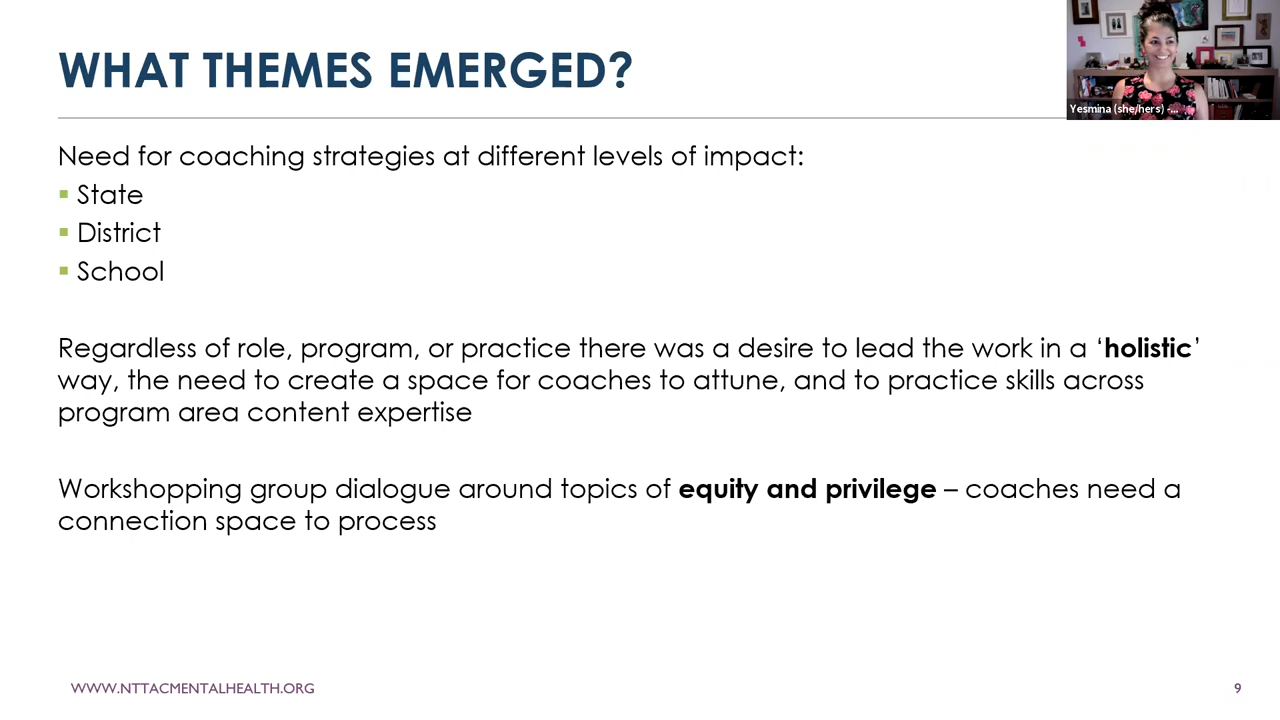 WHAT THEMES EMERGED?
Yesmina (she/hers) -...
Need for coaching strategies at different levels of impact:
▪ State
▪ District
▪ School
Regardless of role, program, or practice there was a desire to lead the work in a ‘holistic’
way, the need to create a space for coaches to attune, and to practice skills across
program area content expertise
Workshopping group dialogue around topics of equity and privilege – coaches need a
connection space to process
WWW.NTTACMENTALHEALTH.ORG
9